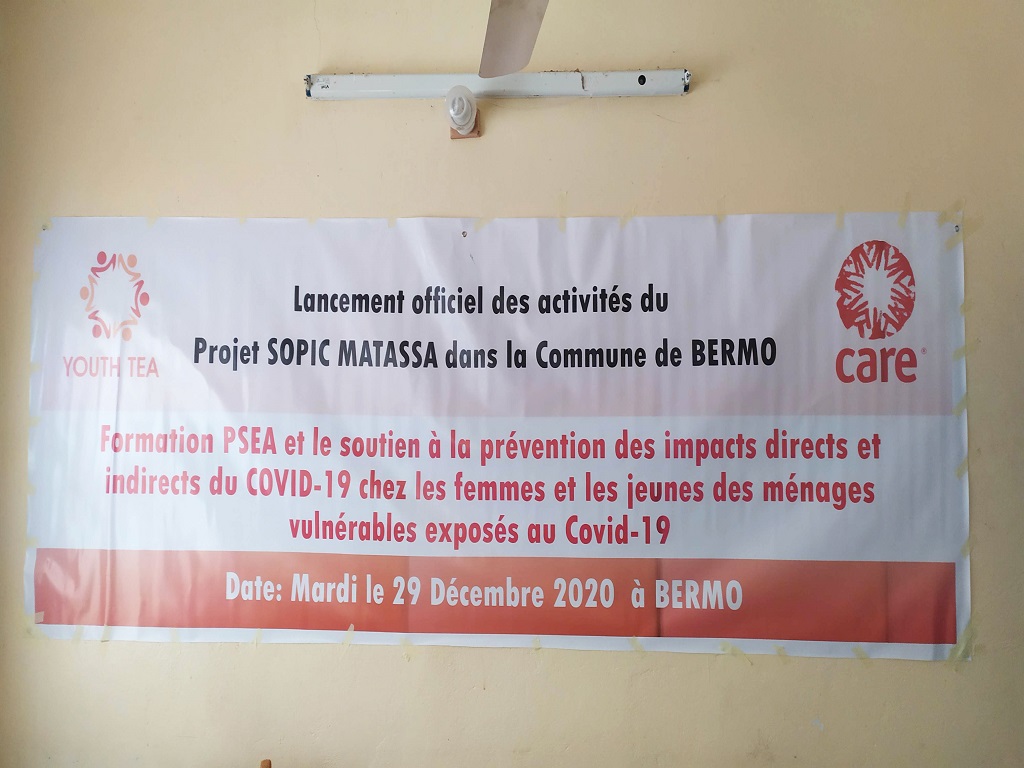 YOUTH TEA
care®
Lancement officiel des activités du
Projet SOPIC MATASSA dans la Commune de BERMO
Formation PSEA et le soutien à la prévention des impacts directs et
indirects du COVID-19 chez les femmes et les jeunes des ménages
vulnérables exposés au Covid-19
Date: Mardi le 29 Décembre 2020 à BERMO